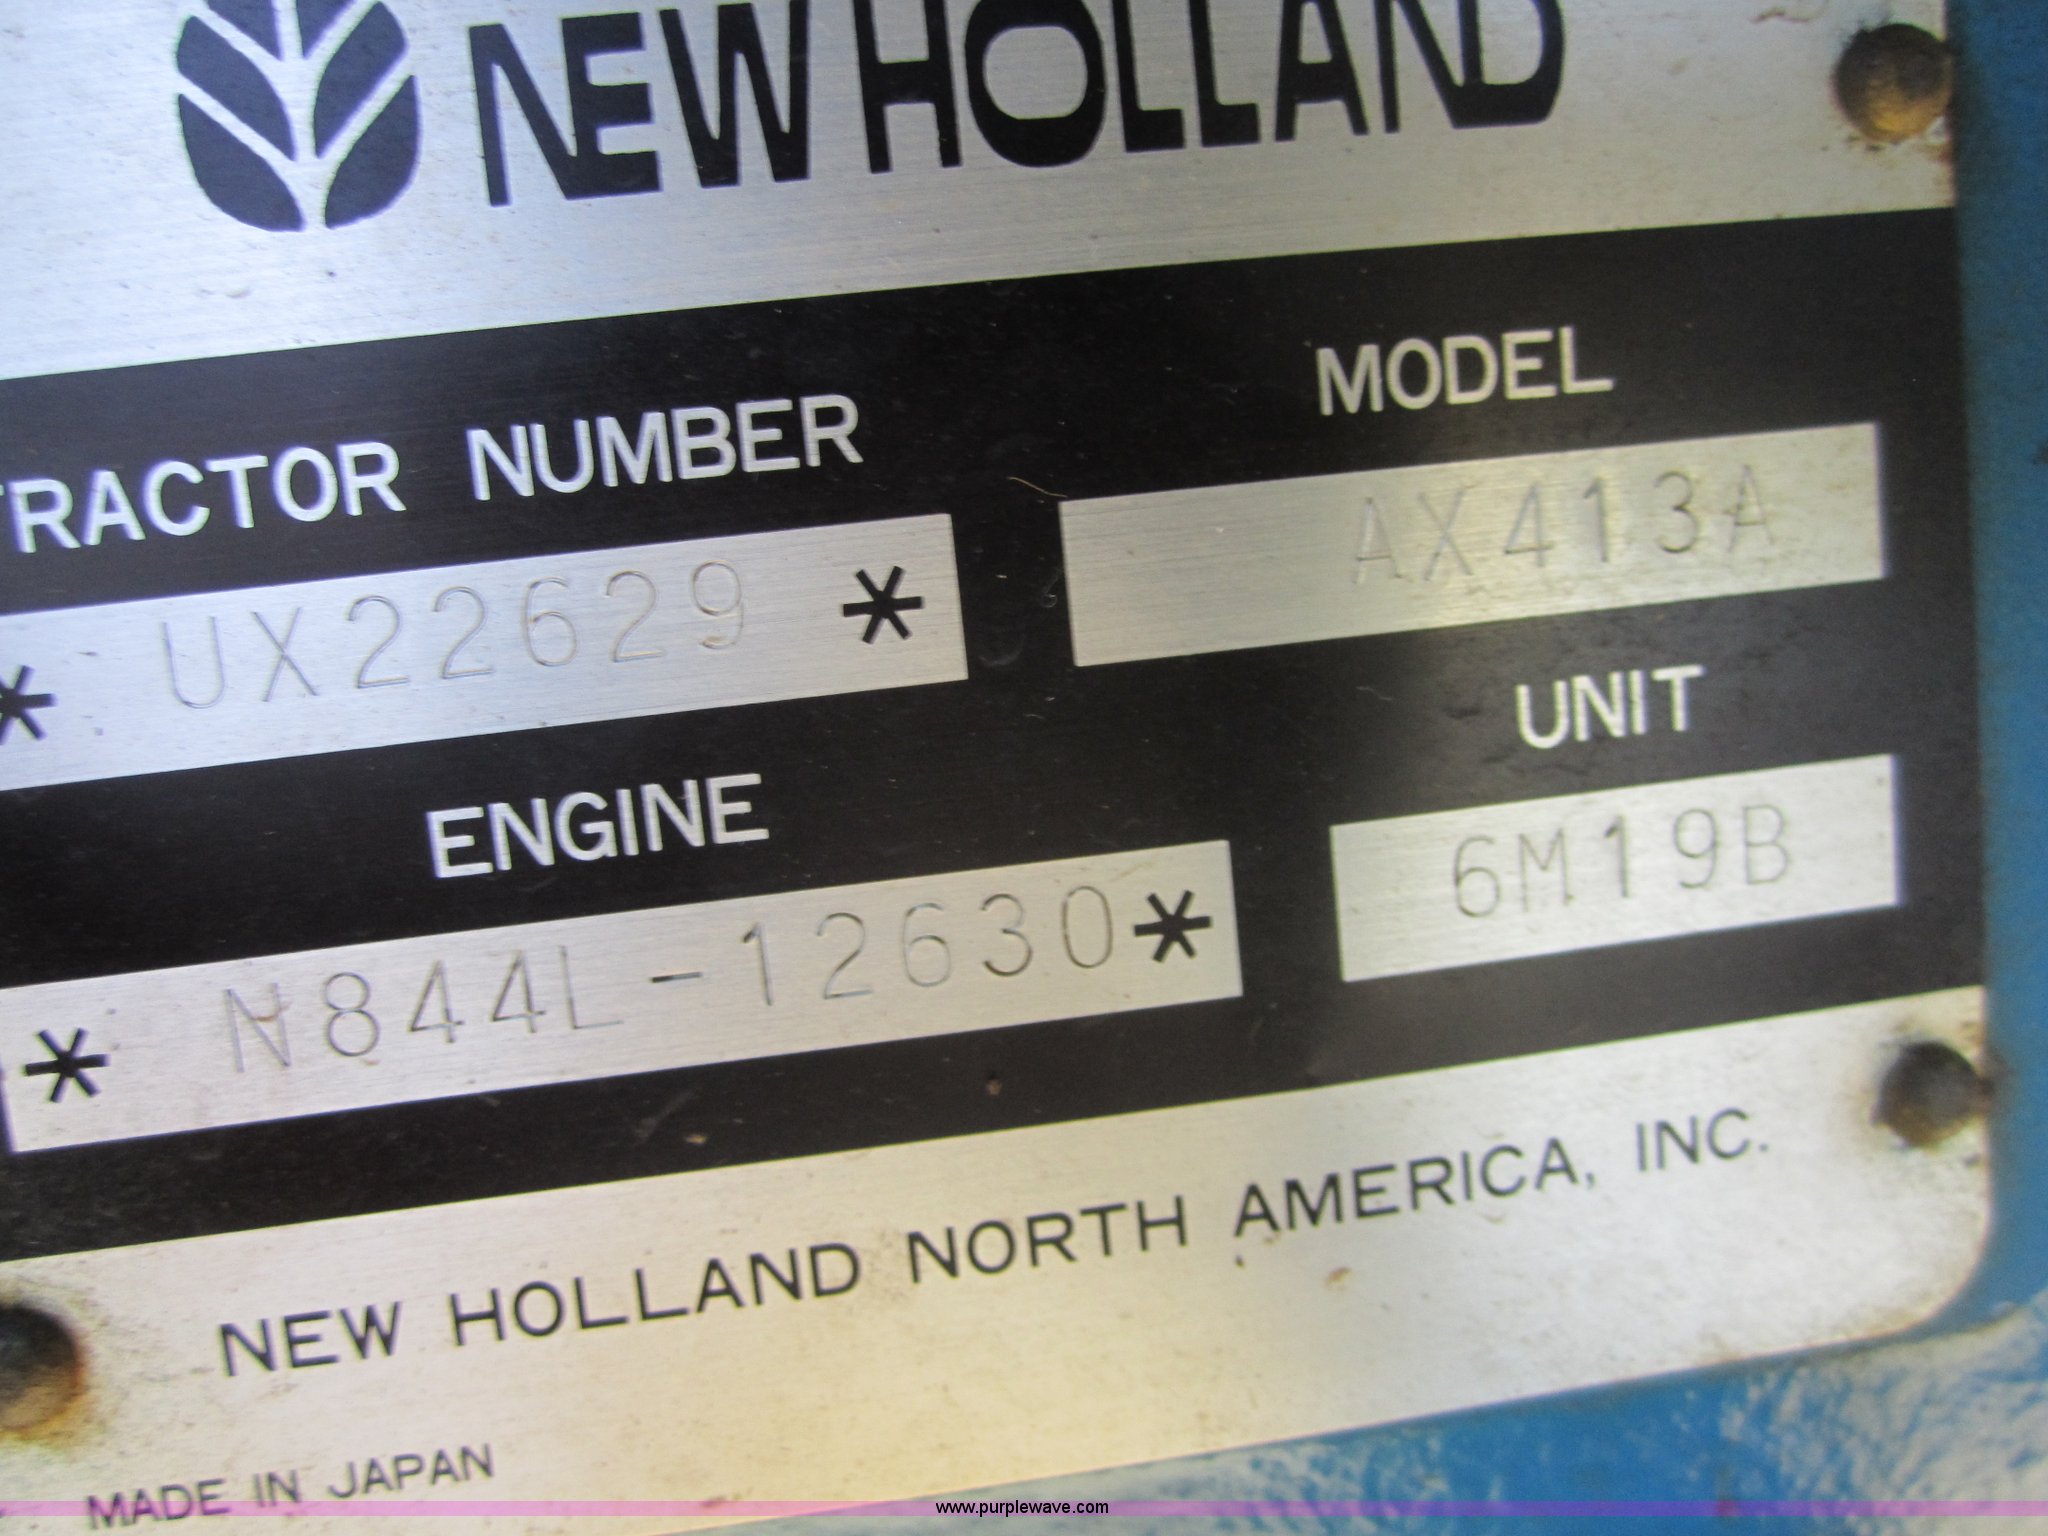 NEW HOLLAND
TRACTOR NUMBER MODEL
* UX22629 * AX413A
ENGINE UNIT
* N844L-12630* 6M19B
NEW HOLLAND NORTH AMERICA, INC.
MADE IN JAPAN
www.purplewave.com